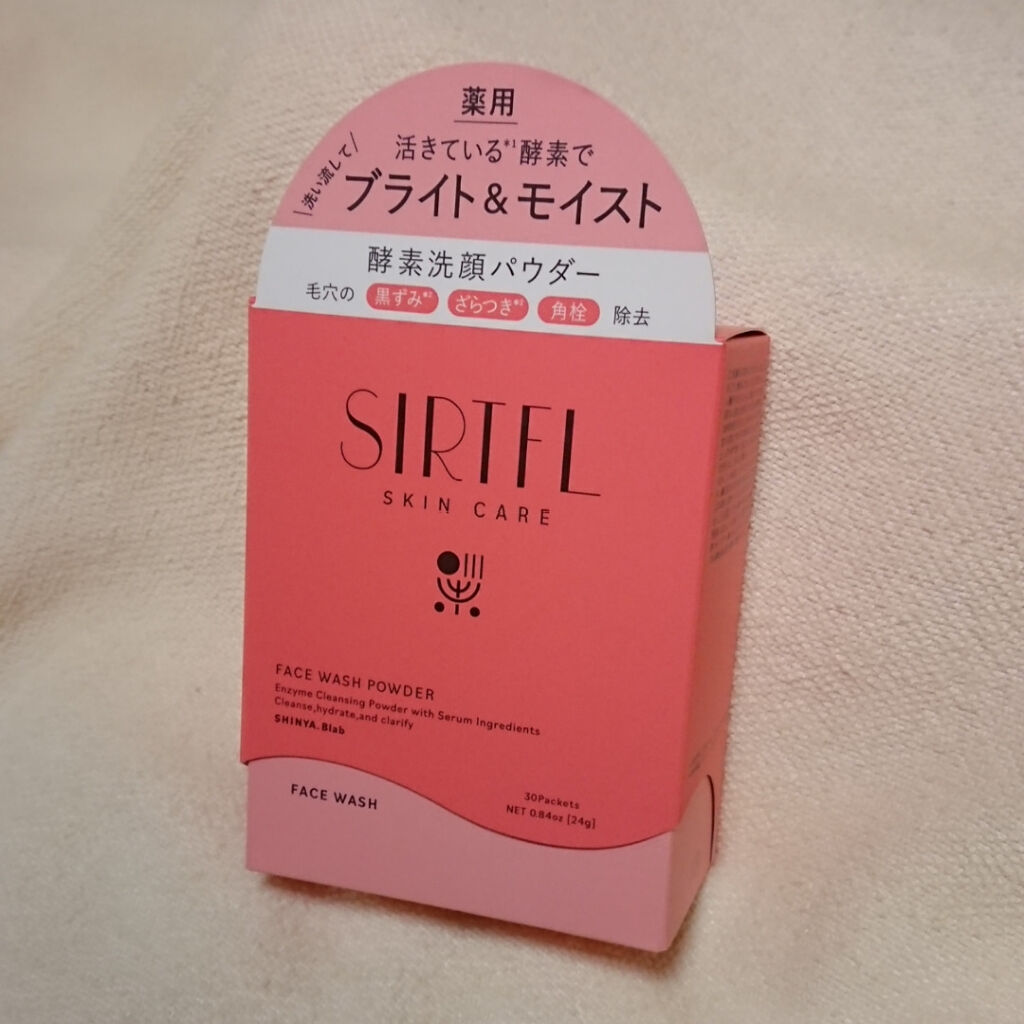 薬用
活きている*1酵素で
洗い流して
ブライト&モイスト
酵素洗顔パウダー
毛穴の 黒ずみ*2 ざらつき*2 角栓 除去
SIRTFL
SKIN CARE
FACE WASH POWDER
Enzyme Cleansing Powder with Serum Ingredients
Cleanse,hydrate,and clarify
SHINYA.Blab
FACE WASH
30Packets
NET 0.84oz [24g]